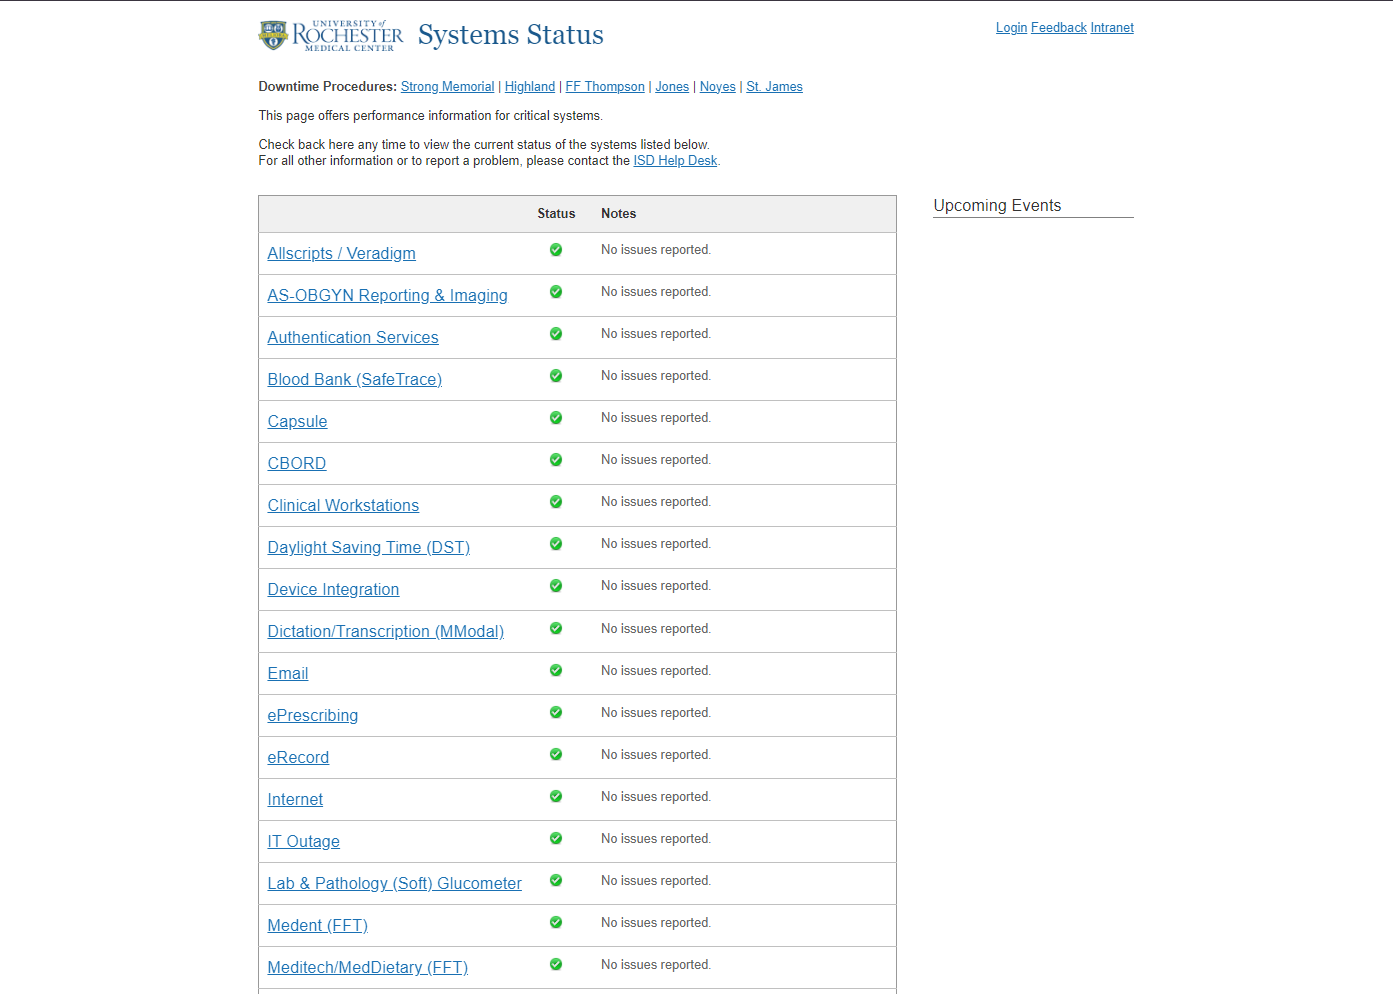 UNIVERSITY of
ROCHESTER
MEDICAL CENTER
Systems Status
Login Feedback Intranet
Downtime Procedures: Strong Memorial | Highland | FF Thompson | Jones | Noyes | St. James
This page offers performance information for critical systems.
Check back here any time to view the current status of the systems listed below.
For all other information or to report a problem, please contact the ISD Help Desk.
Status Notes
Upcoming Events
Allscripts / Veradigm No issues reported.
AS-OBGYN Reporting & Imaging No issues reported.
Authentication Services No issues reported.
Blood Bank (SafeTrace) No issues reported.
Capsule No issues reported.
CBORD No issues reported.
Clinical Workstations No issues reported.
Daylight Saving Time (DST) No issues reported.
Device Integration No issues reported.
Dictation/Transcription (MModal) No issues reported.
Email No issues reported.
ePrescribing No issues reported.
eRecord No issues reported.
Internet No issues reported.
IT Outage No issues reported.
Lab & Pathology (Soft) Glucometer No issues reported.
Medent (FFT) No issues reported.
Meditech/MedDietary (FFT) No issues reported.